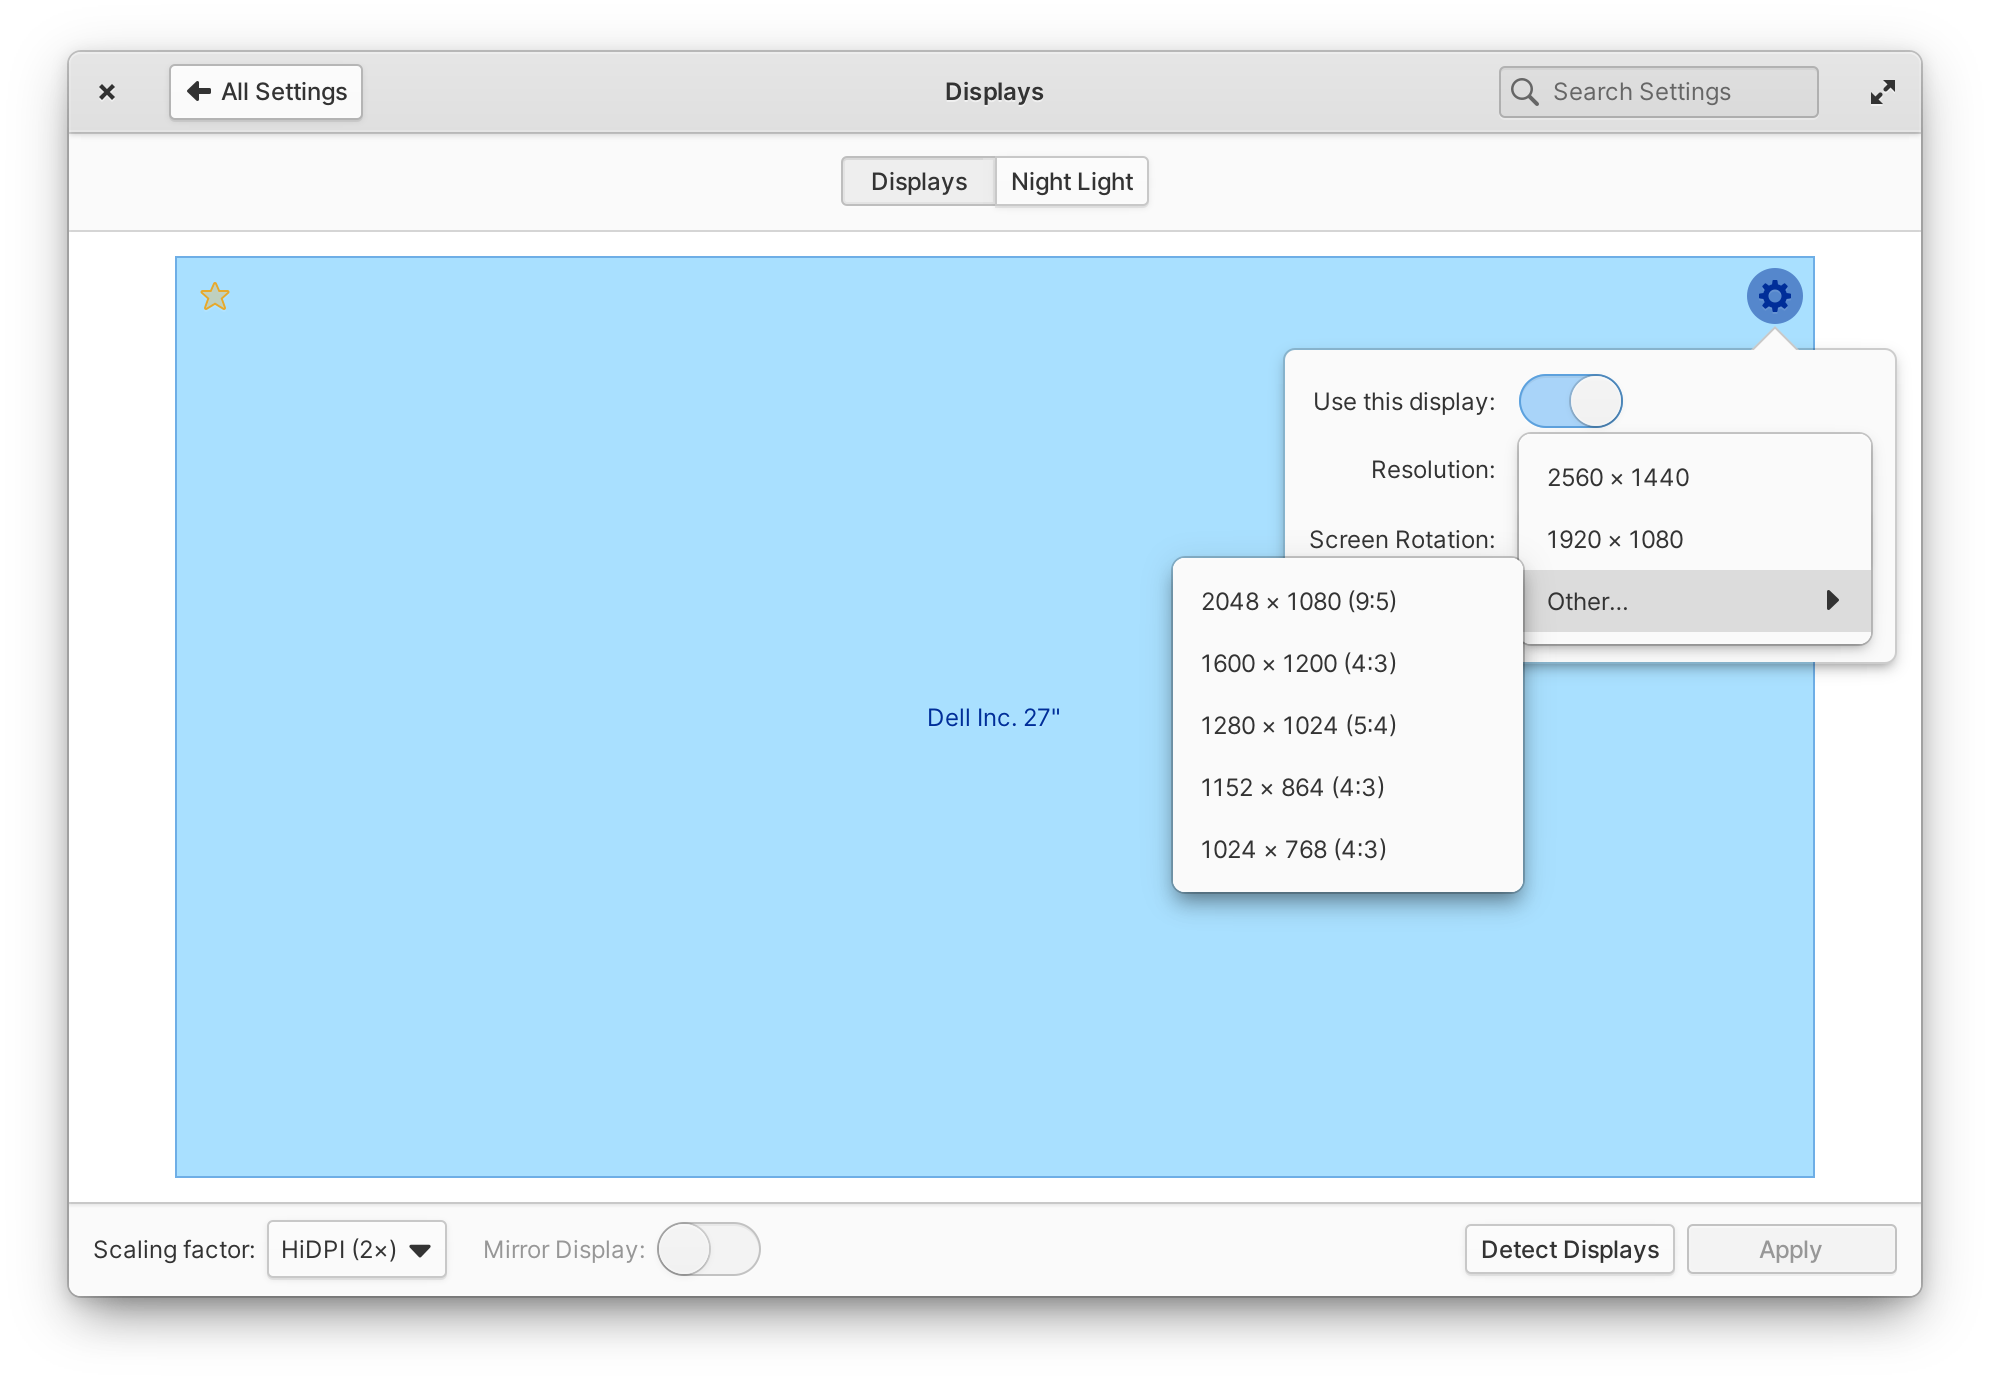 All Settings
Displays
Search Settings
Displays
Night Light
Use this display:
Resolution:
2560 × 1440
Screen Rotation:
1920 × 1080
Other...
2048 × 1080 (9:5)
1600 × 1200 (4:3)
1280 × 1024 (5:4)
1152 × 864 (4:3)
1024 × 768 (4:3)
Dell Inc. 27"
Scaling factor:
HiDPI (2×)
Mirror Display:
Detect Displays
Apply